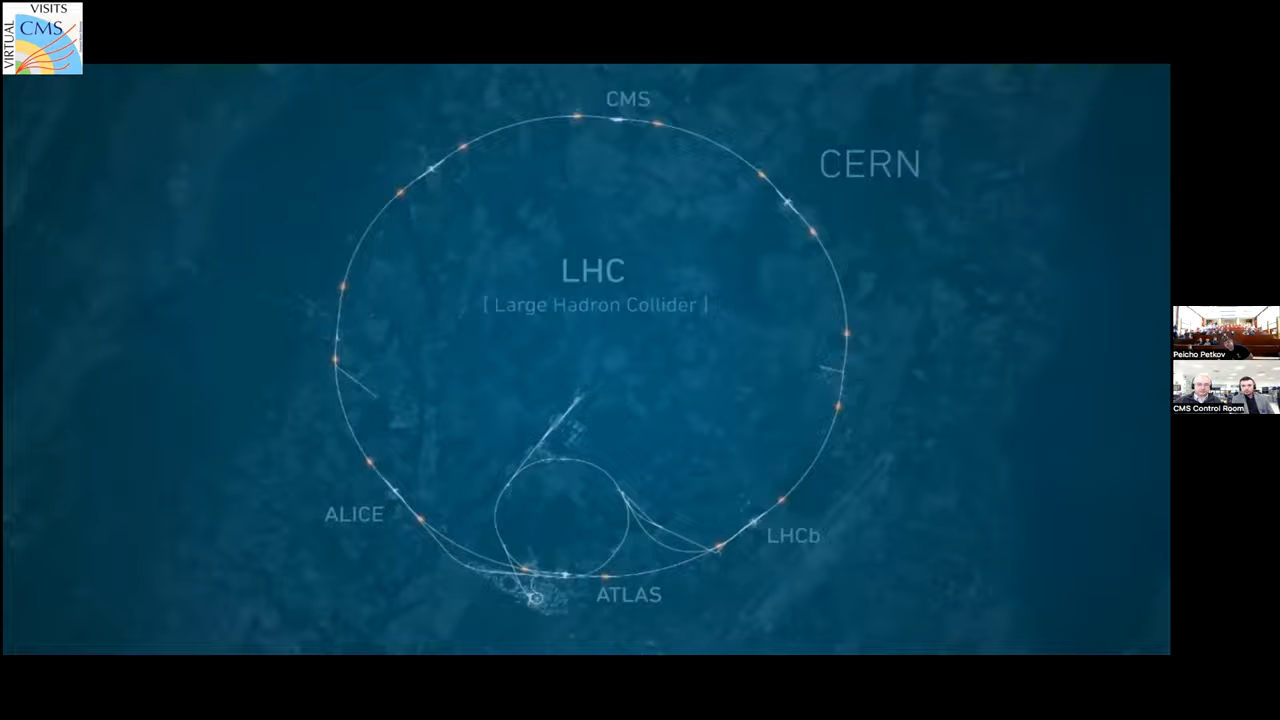 VISITS
CMS
VIRTUAL
CMS
CERN
LHC
[ Large Hadron Collider ]
ALICE
LHCb
ATLAS
Peicho Petkov
CMS Control Room